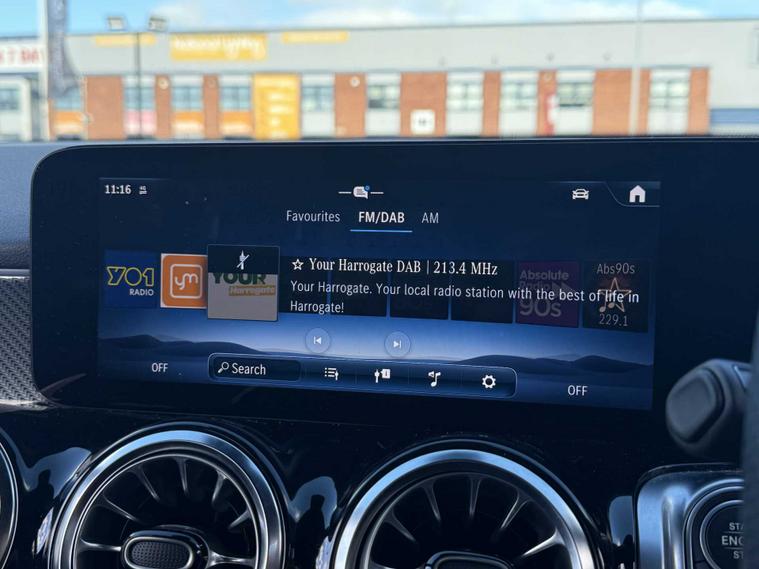 11:16
Favourites FM/DAB AM
YO1
RADIO
ym
YOUR
Harrogate
☆ Your Harrogate DAB | 213.4 MHz
Your Harrogate. Your local radio station with the best of life in
Harrogate!
Absolute
Radio
90s
Abs90s
229.1
OFF
Search
OFF